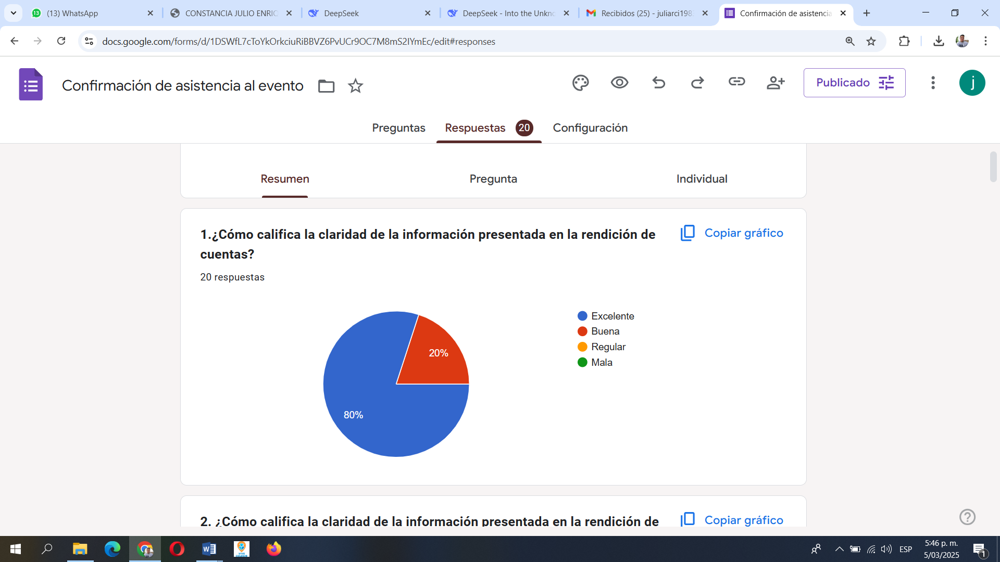 (13) WhatsApp
CONSTANCIA JULIO ENRIC
DeepSeek
DeepSeek - Into the Unkno
Recibidos (25) - juliarci198
Confirmación de asistencia
docs.google.com/forms/d/1DSWfL7cToYkOrkciuRiBBVZ6PvUCr9OC7M8mS2IYmEc/edit#responses
Confirmación de asistencia al evento
Publicado
j
Preguntas
Respuestas 20
Configuración
Resumen
Pregunta
Individual
1.¿Cómo califica la claridad de la información presentada en la rendición de
cuentas?
Copiar gráfico
20 respuestas
Excelente
Buena
Regular
Mala
20%
80%
2. ¿Cómo califica la claridad de la información presentada en la rendición de
Copiar gráfico
ESP
5:46 p. m.
5/03/2025
1